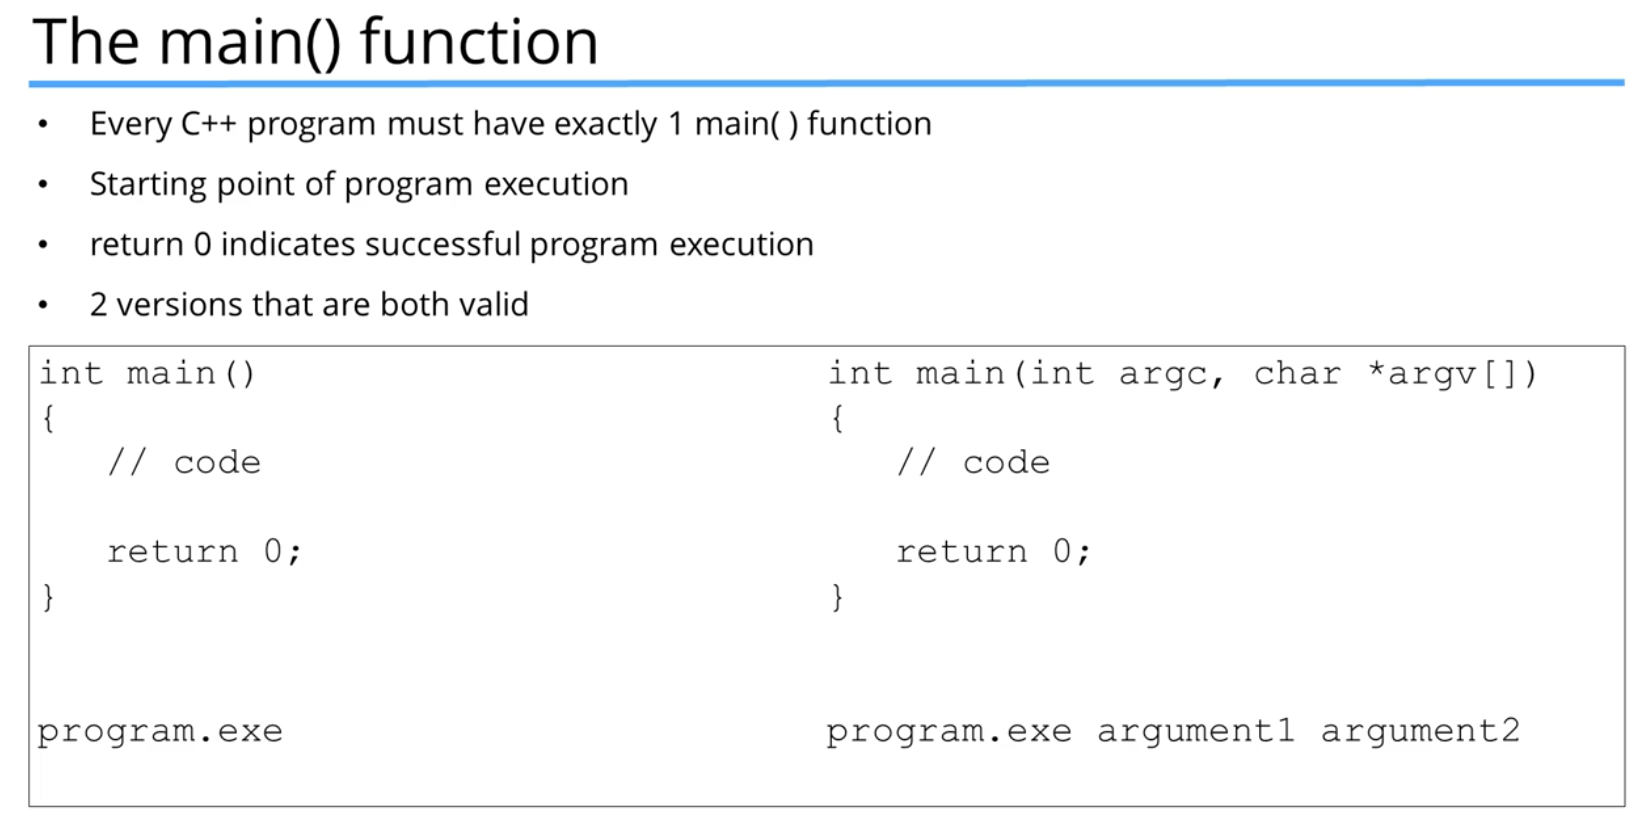 The main() function
• Every C++ program must have exactly 1 main( ) function
• Starting point of program execution
• return 0 indicates successful program execution
• 2 versions that are both valid
int main()
{
// code
return 0;
}
program.exe
int main(int argc, char *argv[])
{
// code
return 0;
}
program.exe argument1 argument2